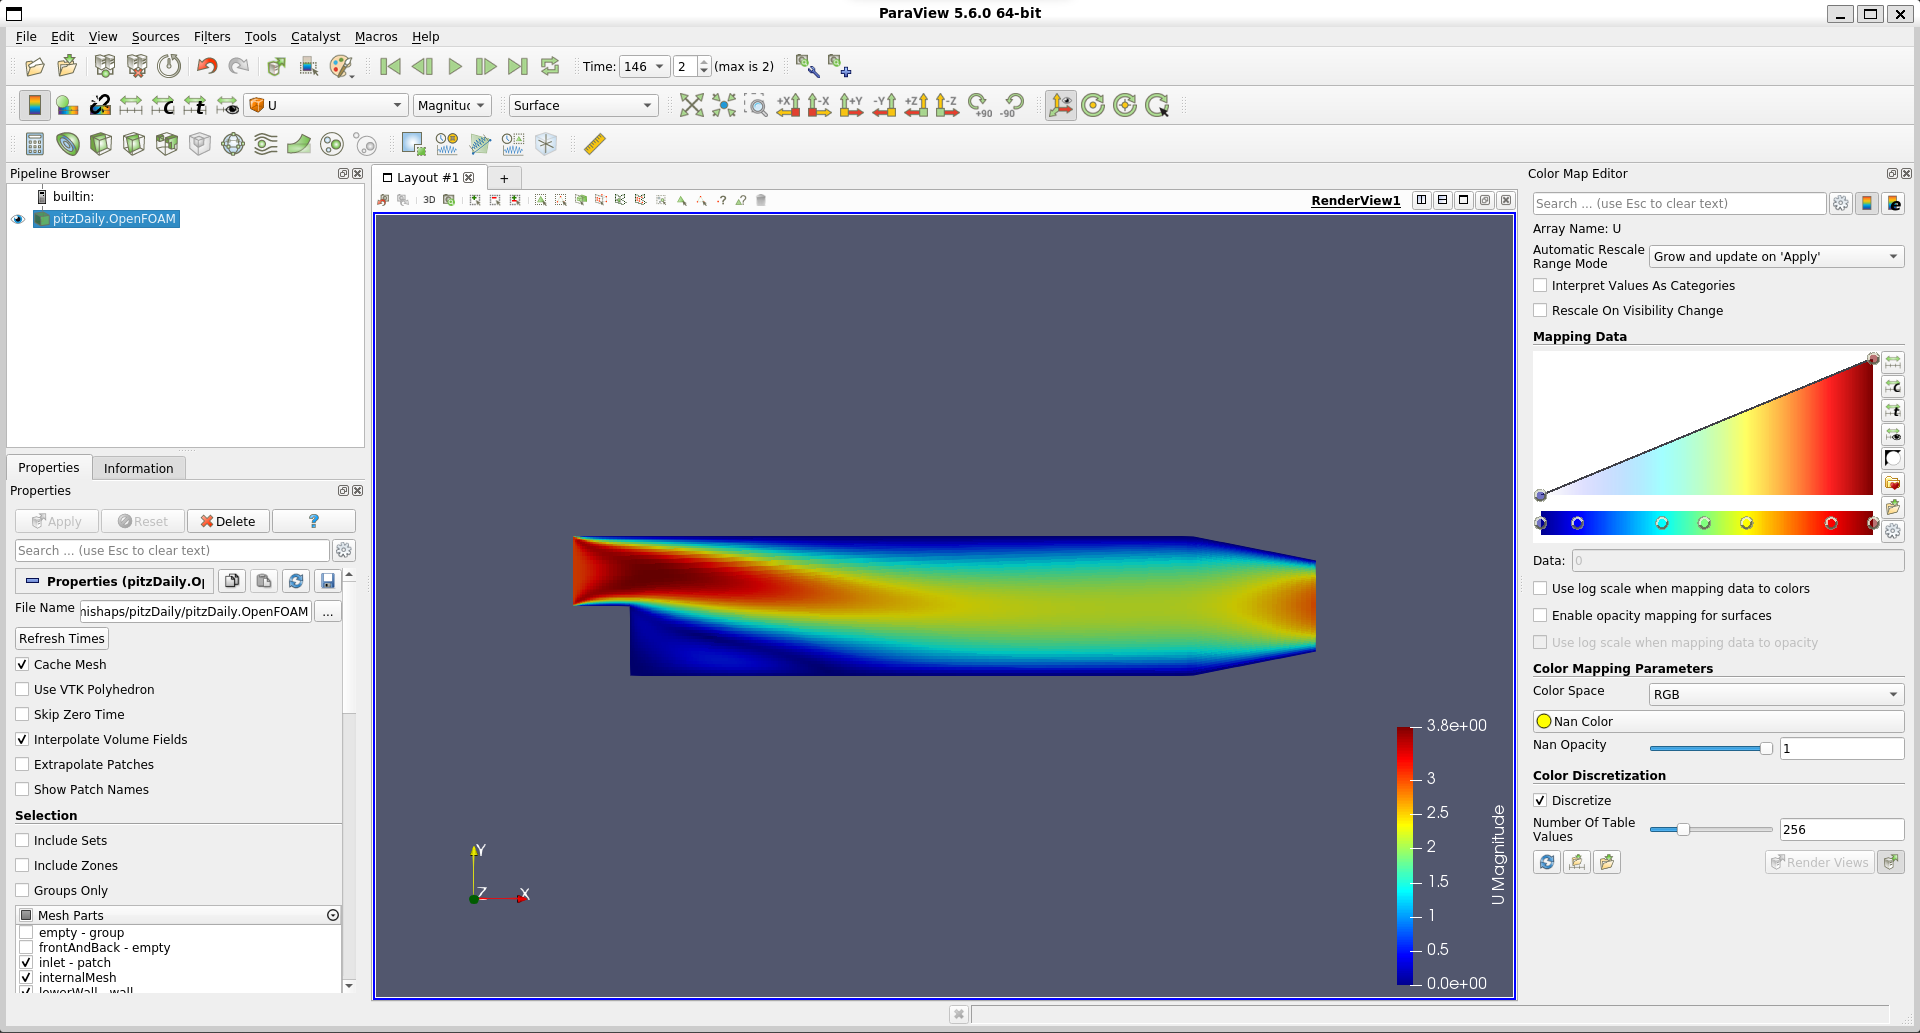 ParaView 5.6.0 64-bit
File Edit View Sources Filters Tools Catalyst Macros Help
Time: 146 2 (max is 2)
U Magnituc Surface
+X -X +Y -Y +Z -Z +90 -90
Pipeline Browser
builtin:
pitzDaily.OpenFOAM
Properties Information
Properties
Apply Reset Delete ?
Search ... (use Esc to clear text)
Properties (pitzDaily.Op
File Name nishaps/pitzDaily/pitzDaily.OpenFOAM ...
Refresh Times
Cache Mesh
Use VTK Polyhedron
Skip Zero Time
Interpolate Volume Fields
Extrapolate Patches
Show Patch Names
Selection
Include Sets
Include Zones
Groups Only
Mesh Parts
empty - group
frontAndBack - empty
inlet - patch
internalMesh
lowerWall - wall
Layout #1 +
3D
RenderView1
Y
Z X
3.8e+00
3
2.5
2
1.5
1
0.5
0.0e+00
U Magnitude
Color Map Editor
Search ... (use Esc to clear text)
Array Name: U
Automatic Rescale
Range Mode
Grow and update on 'Apply'
Interpret Values As Categories
Rescale On Visibility Change
Mapping Data
Data: 0
Use log scale when mapping data to colors
Enable opacity mapping for surfaces
Use log scale when mapping data to opacity
Color Mapping Parameters
Color Space RGB
Nan Color
Nan Opacity 1
Color Discretization
Discretize
Number Of Table
Values
256
Render Views